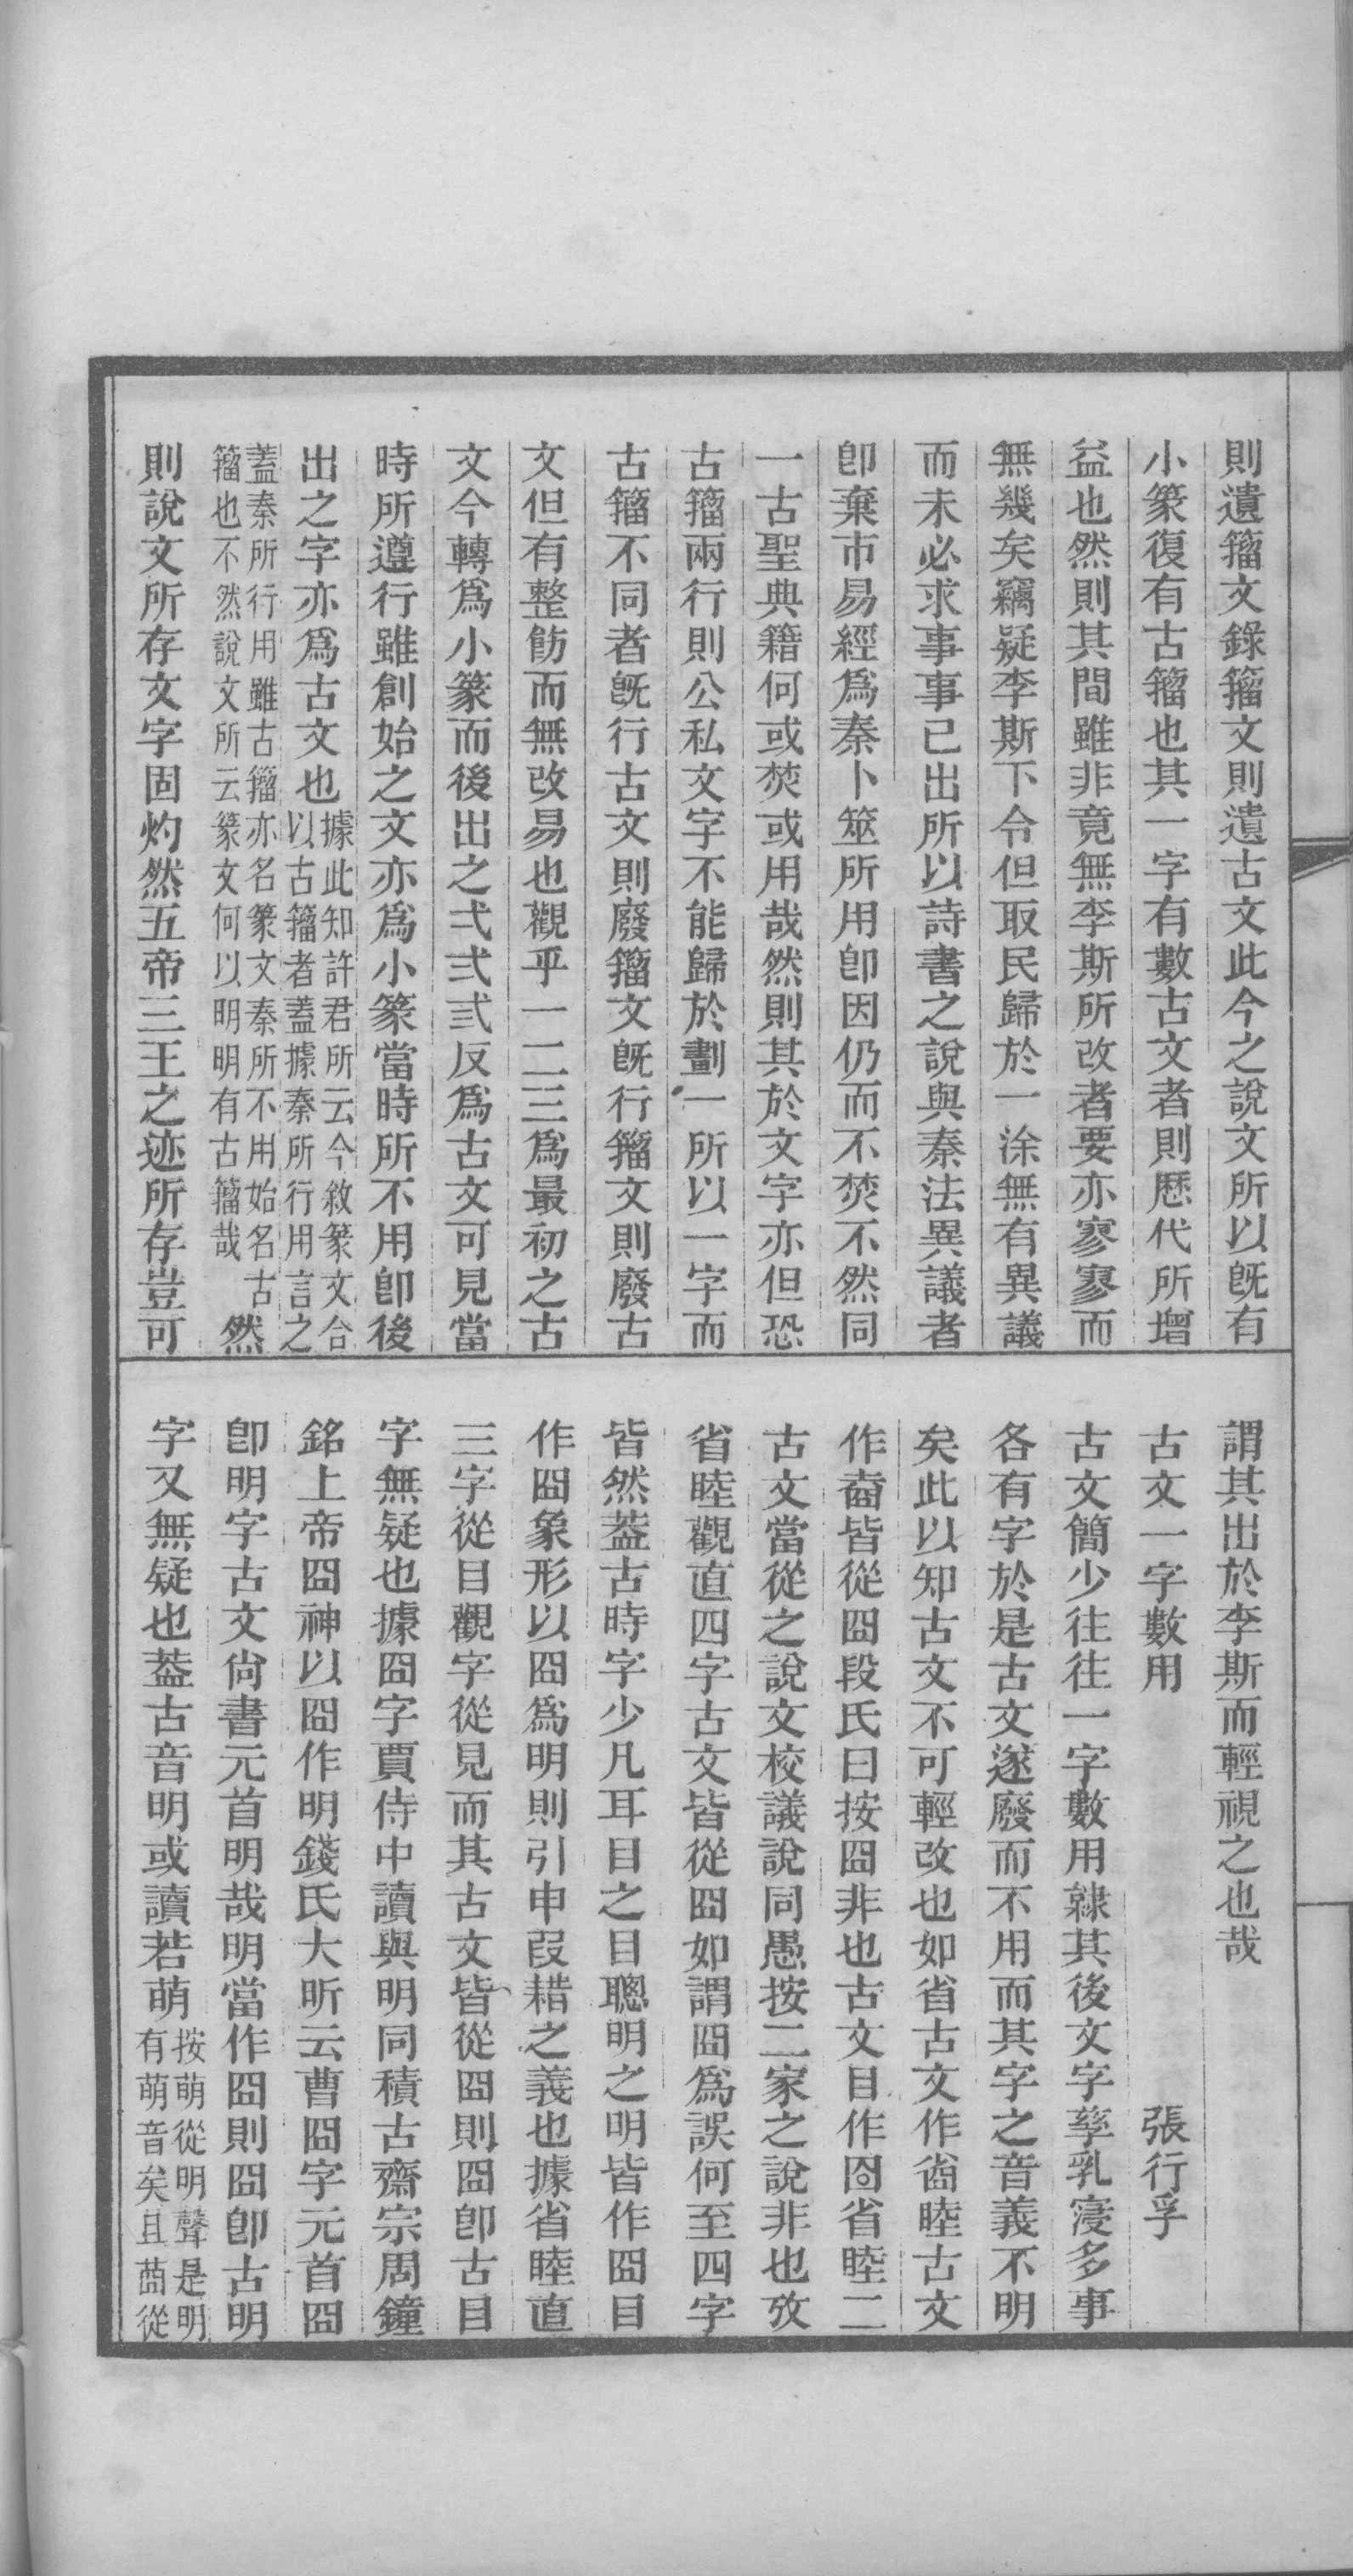 則遺籀文錄籀文則遺古文此今之說文所以旣有
小篆復有古籀也其一字有數古文者則歷代所增
益也然則其間雖非竟無李斯所改者要亦寥寥而
無幾矣竊疑李斯下令但取民歸於一涂無有異議
而未必求事事已出所以詩書之說與秦法異議者
卽棄市易經爲秦卜筮所用卽因仍而不焚不然同
一古聖典籍何或焚或用哉然則其於文字亦但恐
古籀兩行則公私文字不能歸於劃一所以一字而
古籀不同者旣行古文則廢籀文旣行籀文則廢古
文但有整飭而無改易也觀乎一二三爲最初之古
文今轉爲小篆而後出之弌弍弎反爲古文可見當
時所遵行雖創始之文亦爲小篆當時所不用卽後
出之字亦爲古文也據此知許君所云今敘篆文合
以古籀者蓋據秦所行用言之
蓋秦所行用雖古籀亦名篆文秦所不用始名古
籀也不然說文所云篆文何以明明有古籀哉然
則說文所存文字固灼然五帝三王之迹所存豈可
謂其出於李斯而輕視之也哉
古文一字數用 張行孚
古文簡少往往一字數用隸其後文字孳乳寖多事
各有字於是古文遂廢而不用而其字之音義不明
矣此以知古文不可輕改也如省古文作𡮐睦古文
作𡍬皆從囧段氏曰按囧非也古文目作𡇡省睦二
古文當從之說文校議說同愚按二家之說非也攷
省睦觀直四字古文皆從囧如謂囧爲誤何至四字
皆然葢古時字少凡耳目之目聰明之明皆作囧目
作囧象形以囧爲明則引申叚耤之義也據省睦直
三字從目觀字從見而其古文皆從囧則囧卽古目
字無疑也據囧字賈侍中讀與明同積古齋宗周鐘
銘上帝囧神以囧作明錢氏大昕云曹囧字元首囧
卽明字古文尙書元首明哉明當作囧則囧卽古明
字又無疑也葢古音明或讀若萌按萌從明聲是明
有萌音矣且𦴔從